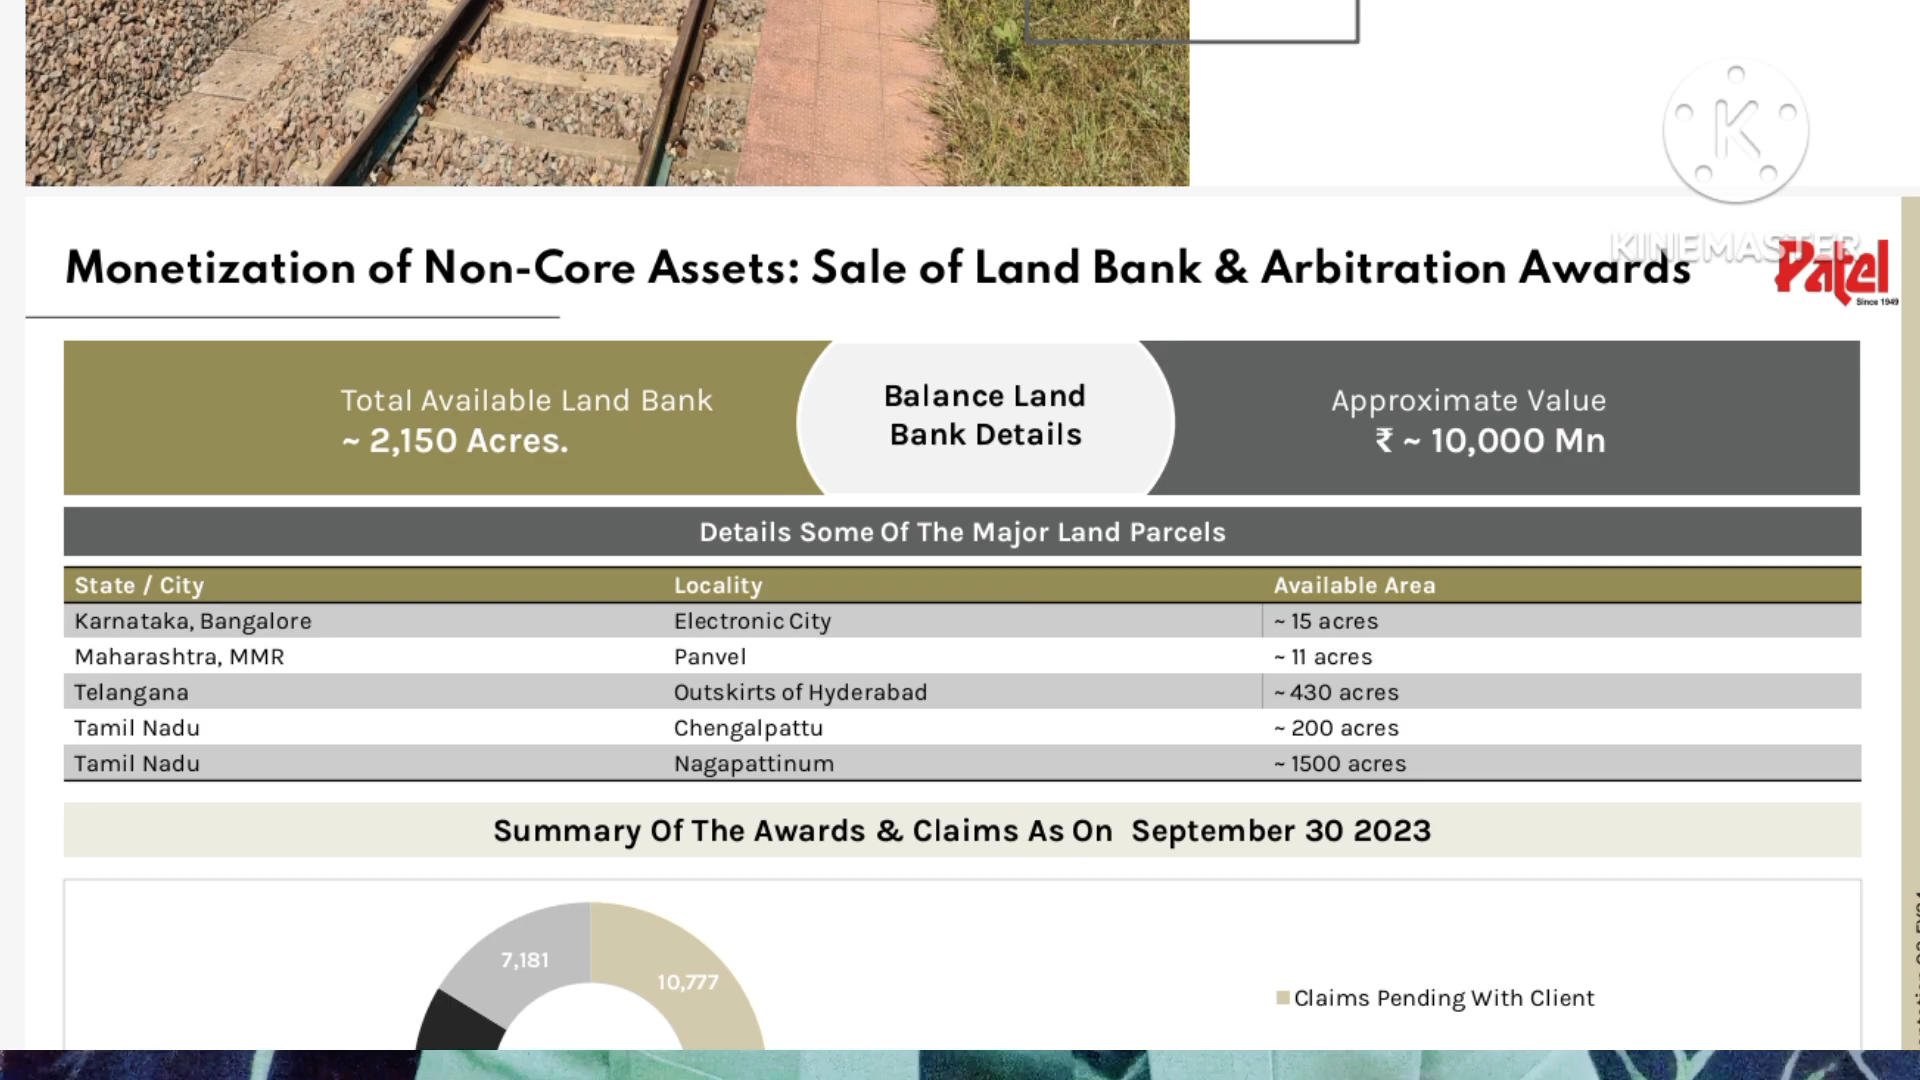 K
KINEMASTER
Monetization of Non-Core Assets: Sale of Land Bank & Arbitration Awards
Patel
Since 1949
Total Available Land Bank
~ 2,150 Acres.
Balance Land
Bank Details
Approximate Value
₹ ~ 10,000 Mn
Details Some Of The Major Land Parcels
State / City Locality Available Area
Karnataka, Bangalore Electronic City ~ 15 acres
Maharashtra, MMR Panvel ~ 11 acres
Telangana Outskirts of Hyderabad ~ 430 acres
Tamil Nadu Chengalpattu ~ 200 acres
Tamil Nadu Nagapattinum ~ 1500 acres
Summary Of The Awards & Claims As On September 30 2023
7,181
10,777
Claims Pending With Client